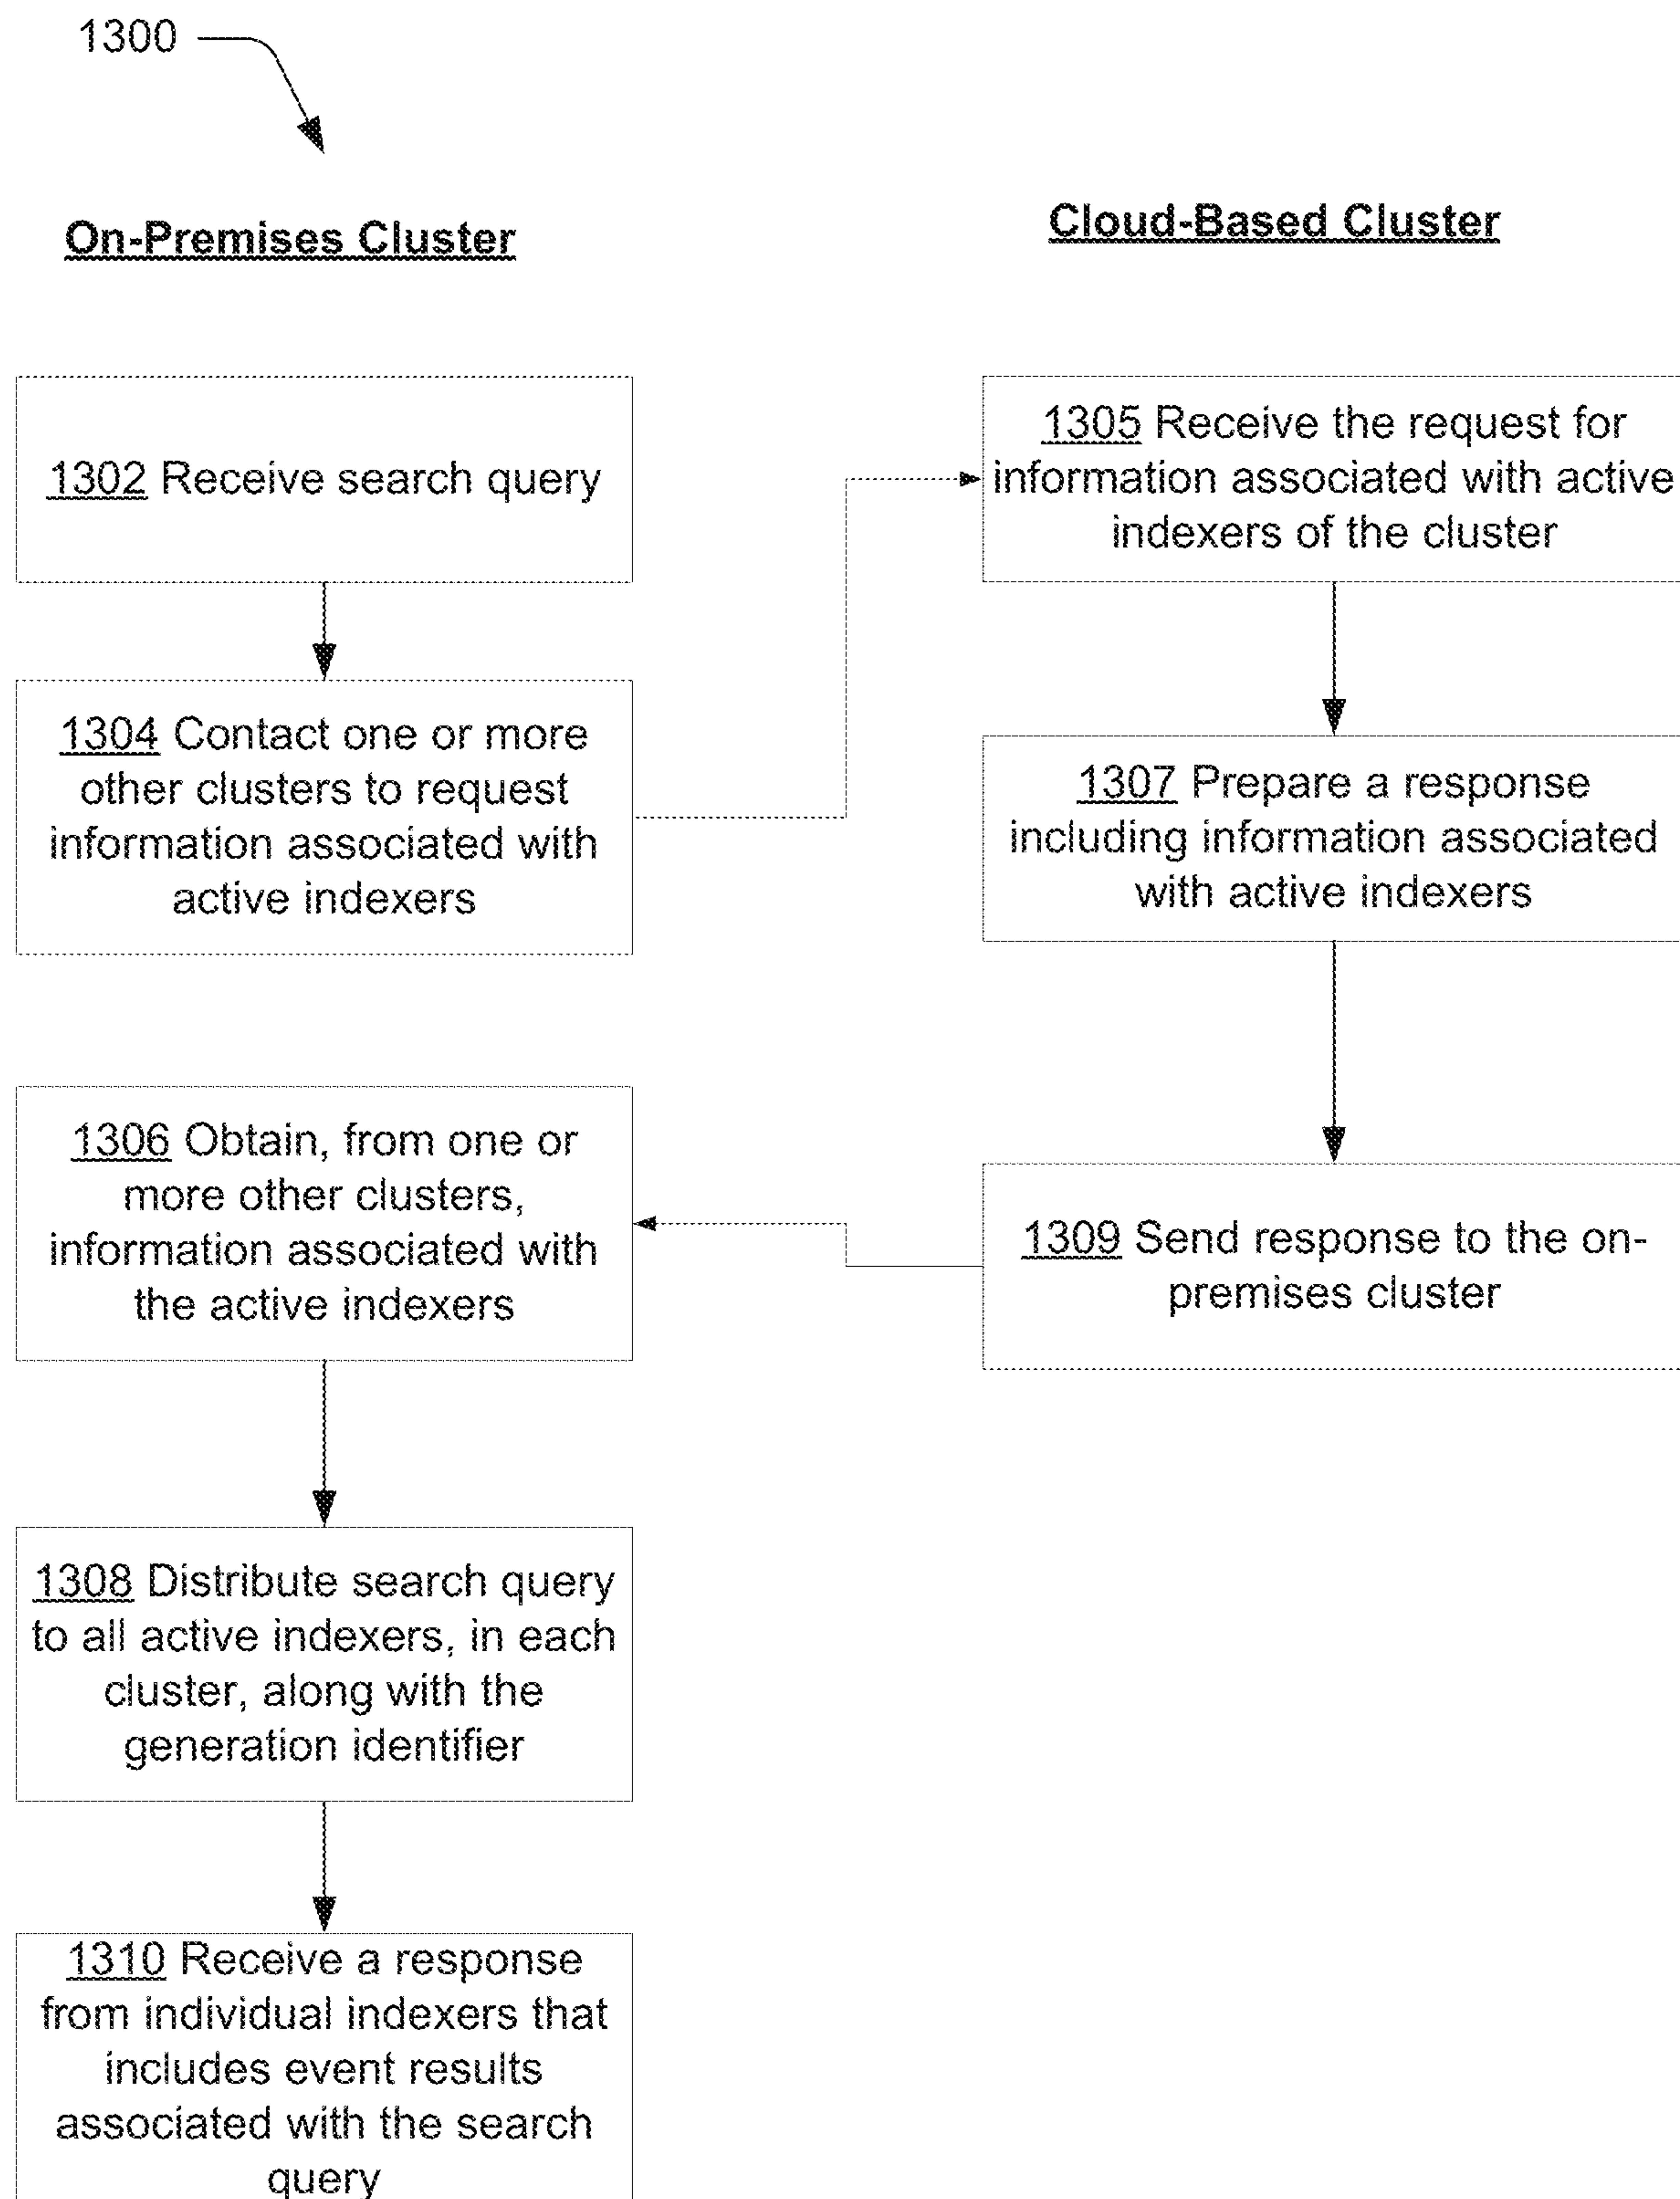 1300
On-Premises Cluster
Cloud-Based Cluster
1302 Receive search query
1304 Contact one or more
other clusters to request
information associated with
active indexers
1305 Receive the request for
information associated with active
indexers of the cluster
1307 Prepare a response
including information associated
with active indexers
1309 Send response to the on-
premises cluster
1306 Obtain, from one or
more other clusters,
information associated with
the active indexers
1308 Distribute search query
to all active indexers, in each
cluster, along with the
generation identifier
1310 Receive a response
from individual indexers that
includes event results
associated with the search
query